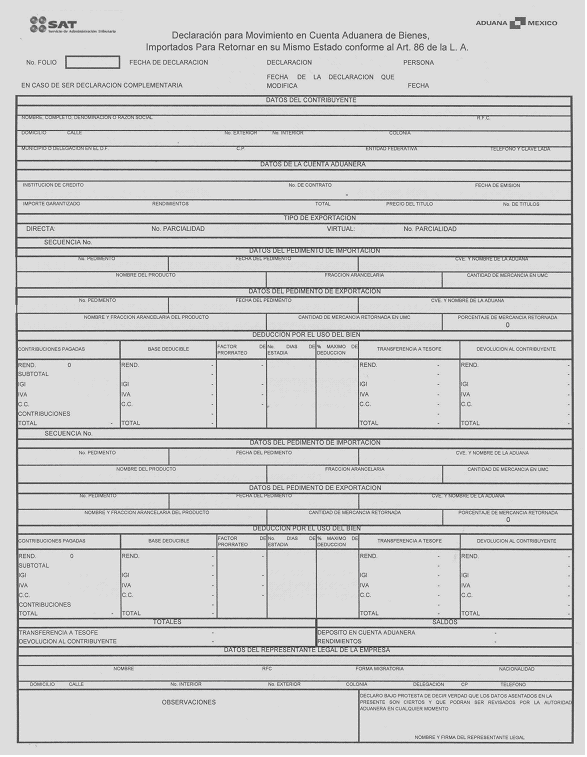 SAT
Servicio de Administración Tributaria
ADUANA MEXICO
Declaración para Movimiento en Cuenta Aduanera de Bienes,
Importados Para Retornar en su Mismo Estado conforme al Art. 86 de la L. A.
No. FOLIO FECHA DE DECLARACION DECLARACION PERSONA
FECHA DE LA DECLARACION QUE
EN CASO DE SER DECLARACION COMPLEMENTARIA MODIFICA FECHA
DATOS DEL CONTRIBUYENTE
NOMBRE, COMPLETO, DENOMINACION O RAZON SOCIAL R.F.C.
DOMICILIO CALLE No. EXTERIOR No. INTERIOR COLONIA
MUNICIPIO O DELEGACION EN EL D.F. C.P. ENTIDAD FEDERATIVA TELEFONO Y CLAVE LADA
DATOS DE LA CUENTA ADUANERA
INSTITUCION DE CREDITO No. DE CONTRATO FECHA DE EMISION
IMPORTE GARANTIZADO RENDIMIENTOS TOTAL PRECIO DEL TITULO No. DE TITULOS
TIPO DE EXPORTACION
DIRECTA: No. PARCIALIDAD VIRTUAL: No. PARCIALIDAD
SECUENCIA No.
DATOS DEL PEDIMENTO DE IMPORTACION
No. PEDIMENTO FECHA DEL PEDIMENTO CVE. Y NOMBRE DE LA ADUANA
NOMBRE DEL PRODUCTO FRACCION ARANCELARIA CANTIDAD DE MERCANCIA EN UMC
DATOS DEL PEDIMENTO DE EXPORTACION
No. PEDIMENTO FECHA DEL PEDIMENTO CVE. Y NOMBRE DE LA ADUANA
NOMBRE Y FRACCION ARANCELARIA DEL PRODUCTO CANTIDAD DE MERCANCIA RETORNADA EN UMC PORCENTAJE DE MERCANCIA RETORNADA
0
DEDUCCION POR EL USO DEL BIEN
CONTRIBUCIONES PAGADAS BASE DEDUCIBLE FACTOR DE PRORRATEO No. DIAS DE ESTADIA % MAXIMO DE DEDUCCION TRANSFERENCIA A TESOFE DEVOLUCION AL CONTRIBUYENTE
REND. 0 REND. - - REND. - REND. -
SUBTOTAL - - -
IGI IGI - - IGI - IGI -
IVA IVA - - IVA - IVA -
C.C. C.C. - - C.C. - C.C. -
CONTRIBUCIONES - - -
TOTAL - TOTAL - TOTAL - TOTAL -
SECUENCIA No.
DATOS DEL PEDIMENTO DE IMPORTACION
No. PEDIMENTO FECHA DEL PEDIMENTO CVE. Y NOMBRE DE LA ADUANA
NOMBRE DEL PRODUCTO FRACCION ARANCELARIA CANTIDAD DE MERCANCIA EN UMC
DATOS DEL PEDIMENTO DE EXPORTACION
No. PEDIMENTO FECHA DEL PEDIMENTO CVE. Y NOMBRE DE LA ADUANA
NOMBRE Y FRACCION ARANCELARIA DEL PRODUCTO CANTIDAD DE MERCANCIA RETORNADA PORCENTAJE DE MERCANCIA RETORNADA
0
DEDUCCION POR EL USO DEL BIEN
CONTRIBUCIONES PAGADAS BASE DEDUCIBLE FACTOR DE PRORRATEO No. DIAS DE ESTADIA % MAXIMO DE DEDUCCION TRANSFERENCIA A TESOFE DEVOLUCION AL CONTRIBUYENTE
REND. 0 REND. - - REND. - REND. -
SUBTOTAL - - -
IGI IGI - - IGI - IGI -
IVA IVA - - IVA - IVA -
C.C. C.C. - - C.C. - C.C. -
CONTRIBUCIONES - - -
TOTAL - TOTAL - TOTAL - TOTAL -
TOTALES SALDOS
TRANSFERENCIA A TESOFE - DEPOSITO EN CUENTA ADUANERA -
DEVOLUCION AL CONTRIBUYENTE - RENDIMIENTOS -
DATOS DEL REPRESENTANTE LEGAL DE LA EMPRESA
NOMBRE RFC FORMA MIGRATORIA NACIONALIDAD
DOMICILIO CALLE No. INTERIOR No. EXTERIOR COLONIA DELEGACION CP TELEFONO
OBSERVACIONES
DECLARO BAJO PROTESTA DE DECIR VERDAD QUE LOS DATOS ASENTADOS EN LA
PRESENTE SON CIERTOS Y QUE PODRAN SER REVISADOS POR LA AUTORIDAD
ADUANERA EN CUALQUIER MOMENTO
NOMBRE Y FIRMA DEL REPRESENTANTE LEGAL